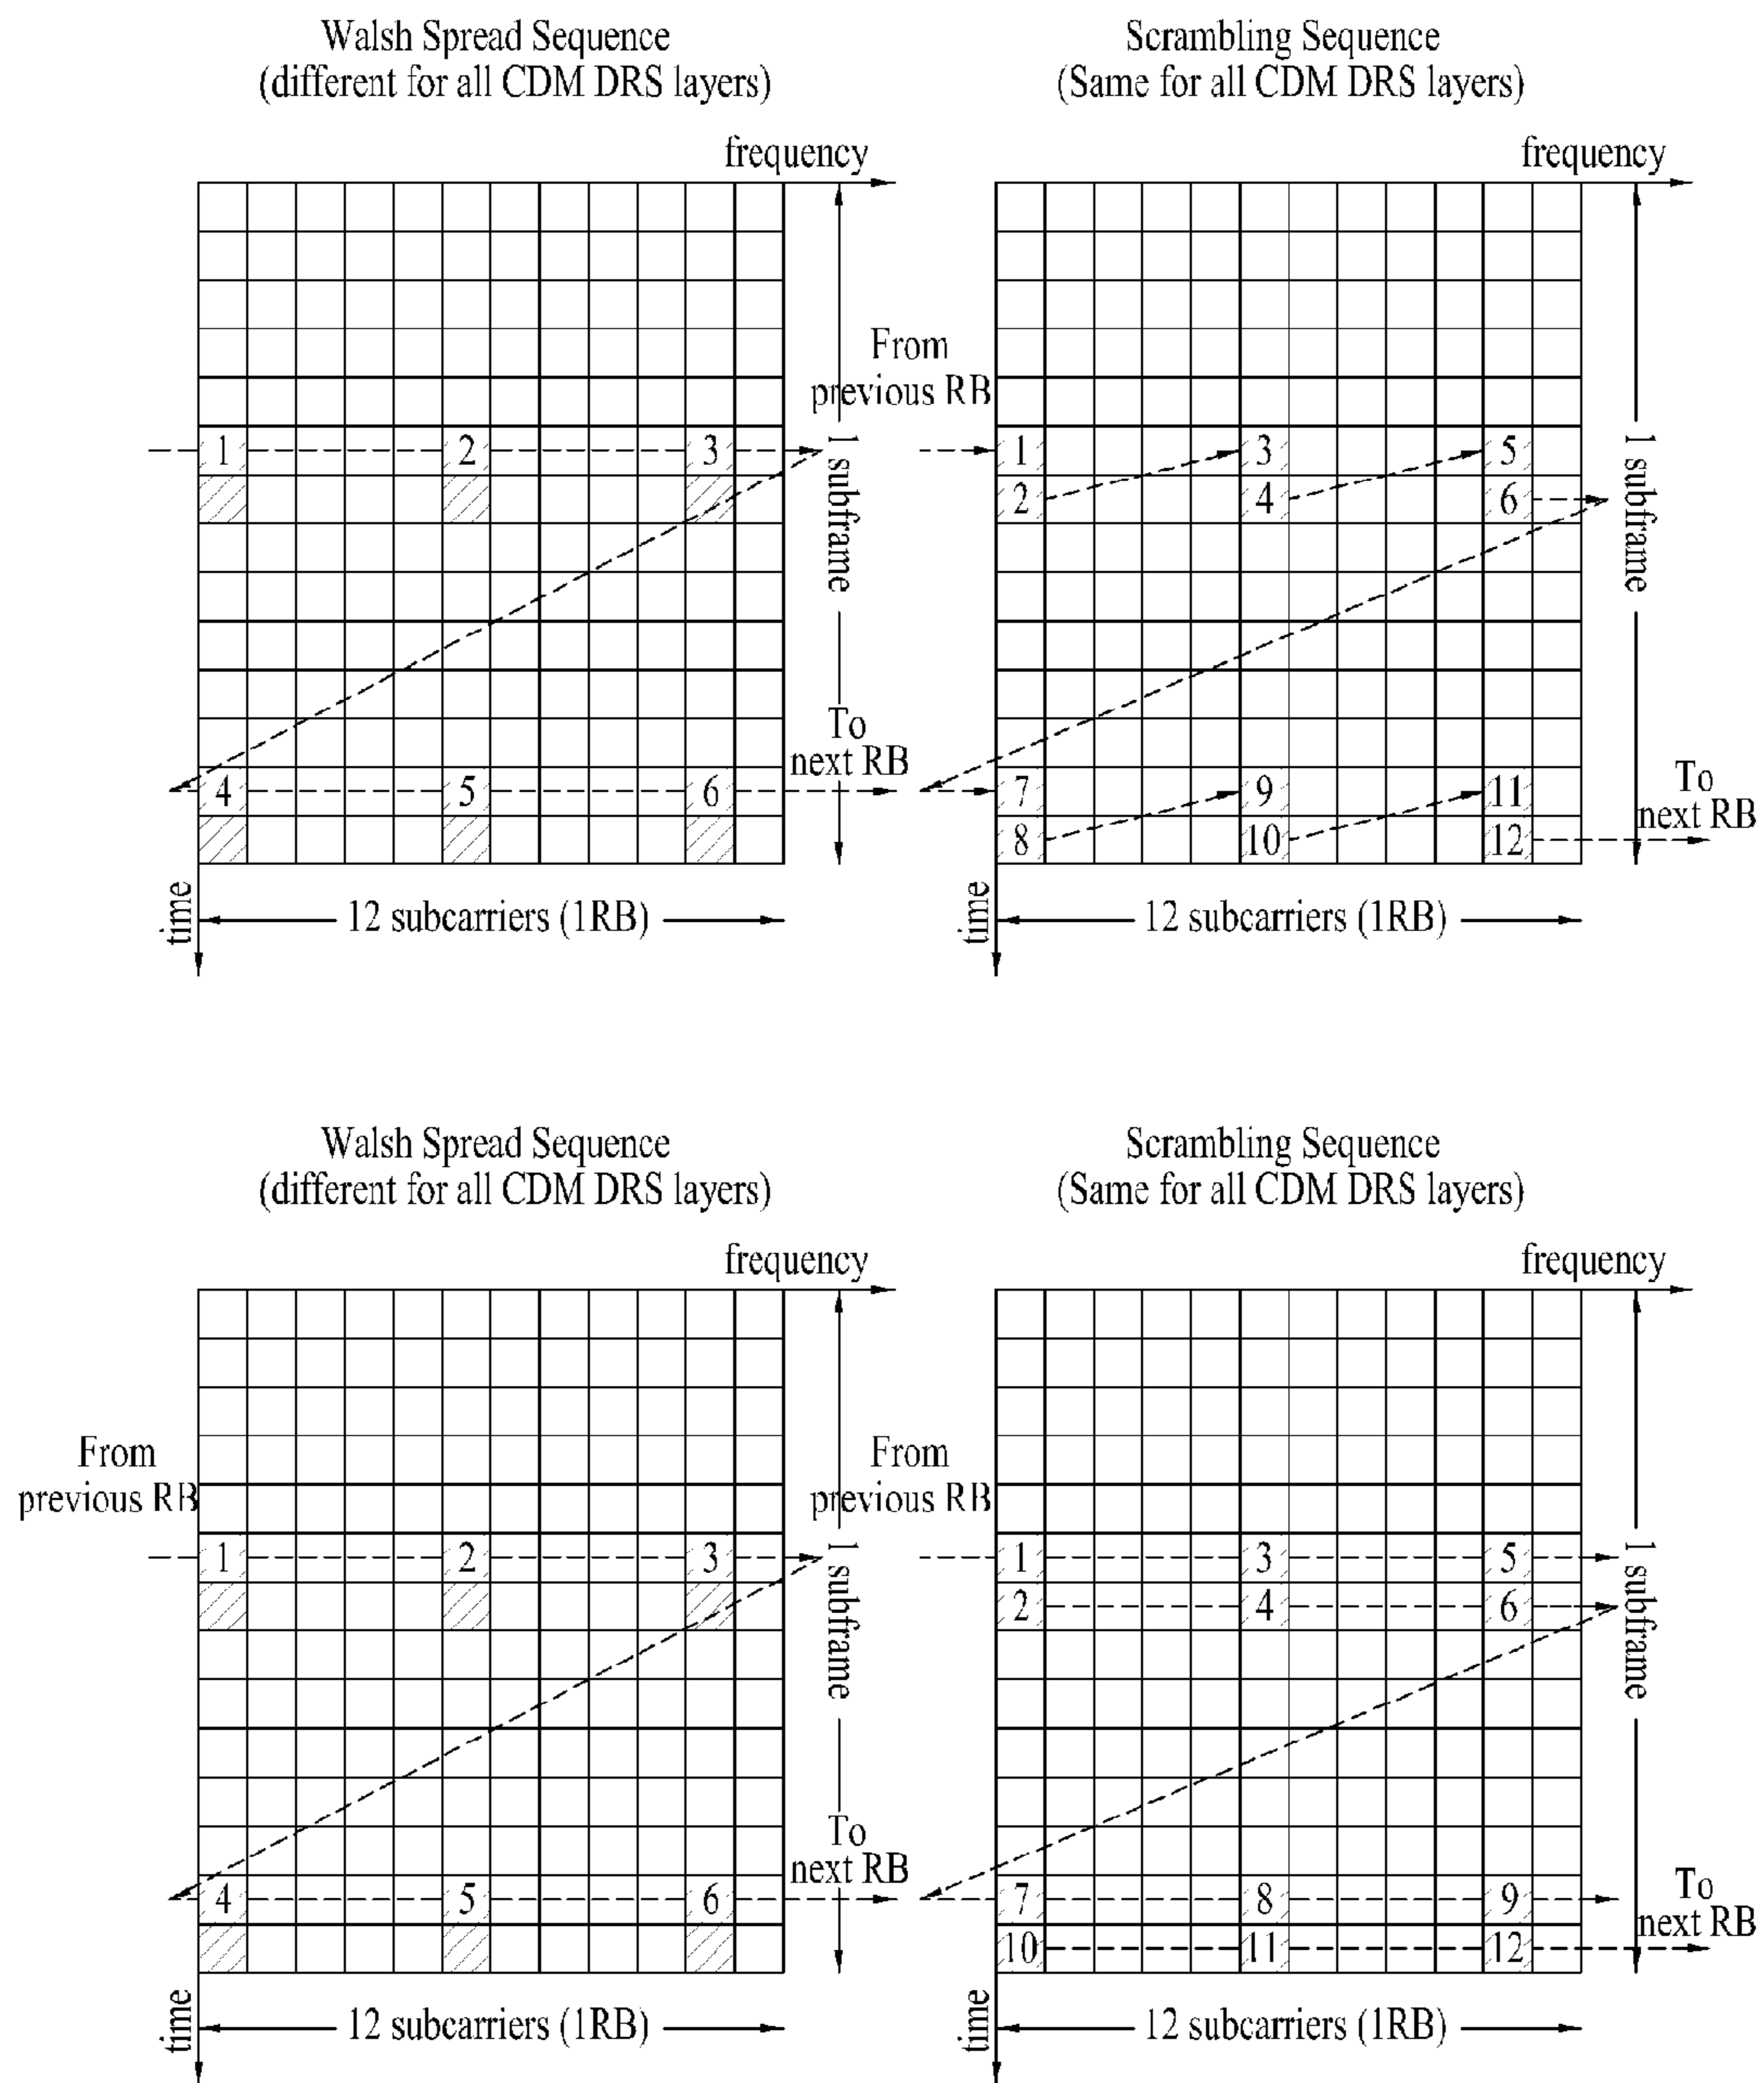 Walsh Spread Sequence
(different for all CDM DRS layers)
frequency
1 2 3
4 5 6
1 subframe
To
next RB
time
12 subcarriers (1RB)
Scrambling Sequence
(Same for all CDM DRS layers)
frequency
From
previous RB
1 3 5
2 4 6
7 9 11
8 10 12
1 subframe
To
next RB
time
12 subcarriers (1RB)
Walsh Spread Sequence
(different for all CDM DRS layers)
frequency
From
previous RB
1 2 3
4 5 6
1 subframe
To
next RB
time
12 subcarriers (1RB)
Scrambling Sequence
(Same for all CDM DRS layers)
frequency
From
previous RB
1 3 5
2 4 6
7 8 9
10 11 12
1 subframe
To
next RB
time
12 subcarriers (1RB)